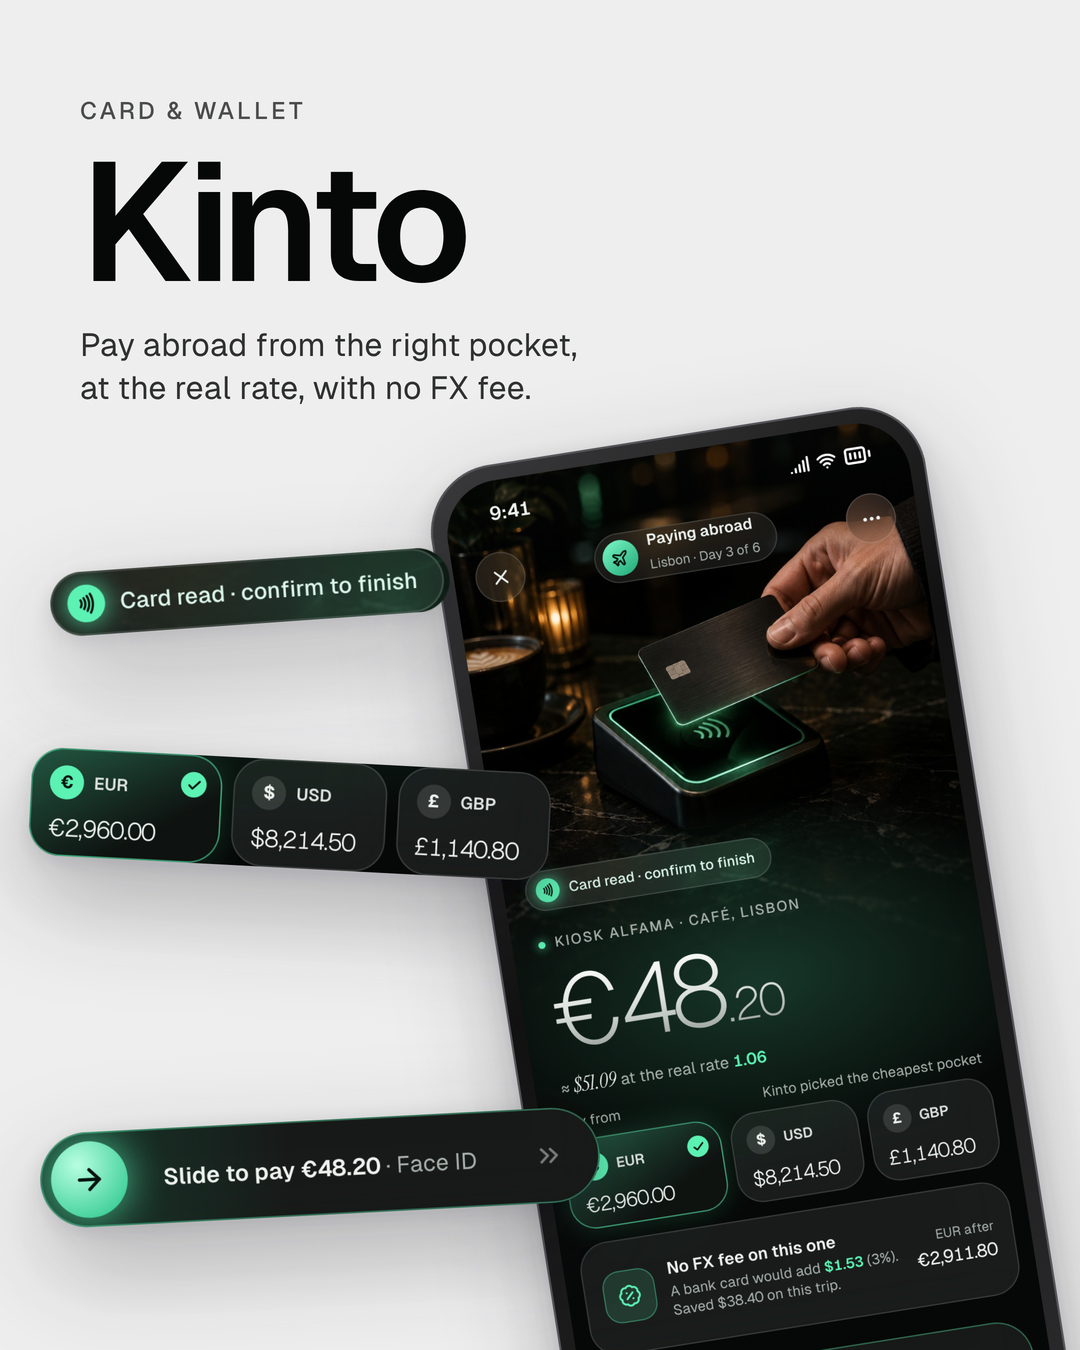 CARD & WALLET
Kinto
Pay abroad from the right pocket,
at the real rate, with no FX fee.
9:41
Paying abroad
Lisbon · Day 3 of 6
Card read · confirm to finish
€ EUR
€2,960.00
$ USD
$8,214.50
£ GBP
£1,140.80
Card read · confirm to finish
KIOSK ALFAMA · CAFÉ, LISBON
€48.20
≈ $51.09 at the real rate 1.06
from
Kinto picked the cheapest pocket
EUR
€2,960.00
$ USD
$8,214.50
£ GBP
£1,140.80
Slide to pay €48.20 · Face ID
No FX fee on this one
A bank card would add $1.53 (3%).
Saved $38.40 on this trip.
EUR after
€2,911.80